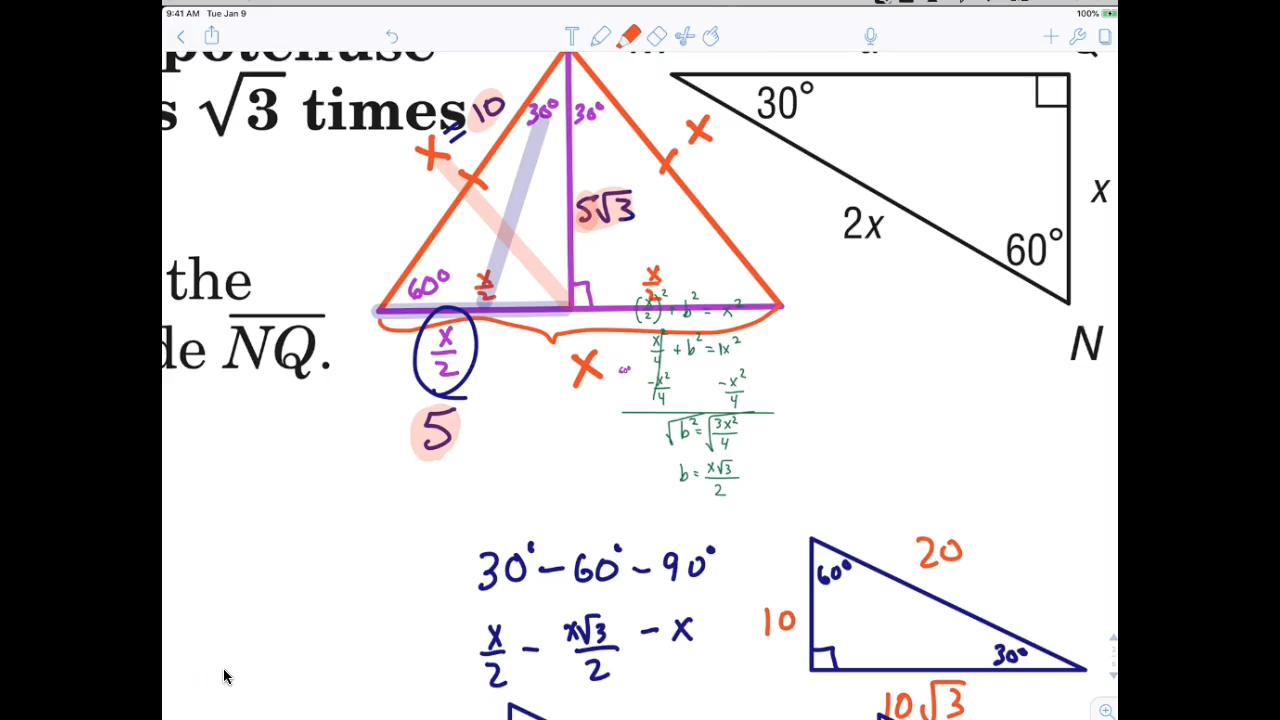 9:41 AM Tue Jan 9
100%
s √3 times
the
de NQ.
x = 10
30° 30°
x
5√3
60°
x/2
x/2
x/2
5
x
60°
(x/2)² + b² = x²
x²/4 + b² = 1x²
-x²/4 -x²/4
√b² = √3x²/4
b = x√3/2
30°
2x
x
60°
N
30° - 60° - 90°
x/2 - x√3/2 - x
60°
20
10
30°
10√3